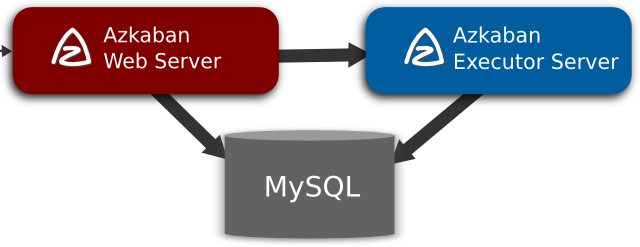 Azkaban
Web Server
Azkaban
Executor Server
MySQL